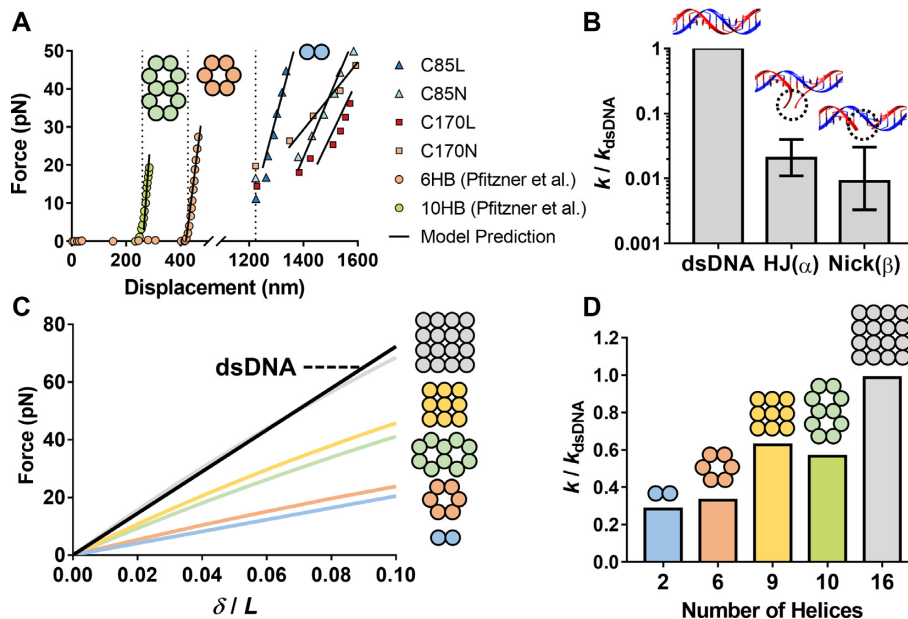 A
Force (pN)
50
40
30
20
10
0
0
200
400
600
1200
1400
1600
Displacement (nm)
C85L
C85N
C170L
C170N
6HB (Pfitzner et al.)
10HB (Pfitzner et al.)
Model Prediction
B
k / kdsDNA
1
0.1
0.01
0.001
dsDNA
HJ(α)
Nick(β)
C
Force (pN)
80
60
40
20
0
dsDNA
0.00
0.02
0.04
0.06
0.08
0.10
δ / L
D
k / kdsDNA
1.2
1.0
0.8
0.6
0.4
0.2
0.0
2
6
9
10
16
Number of Helices